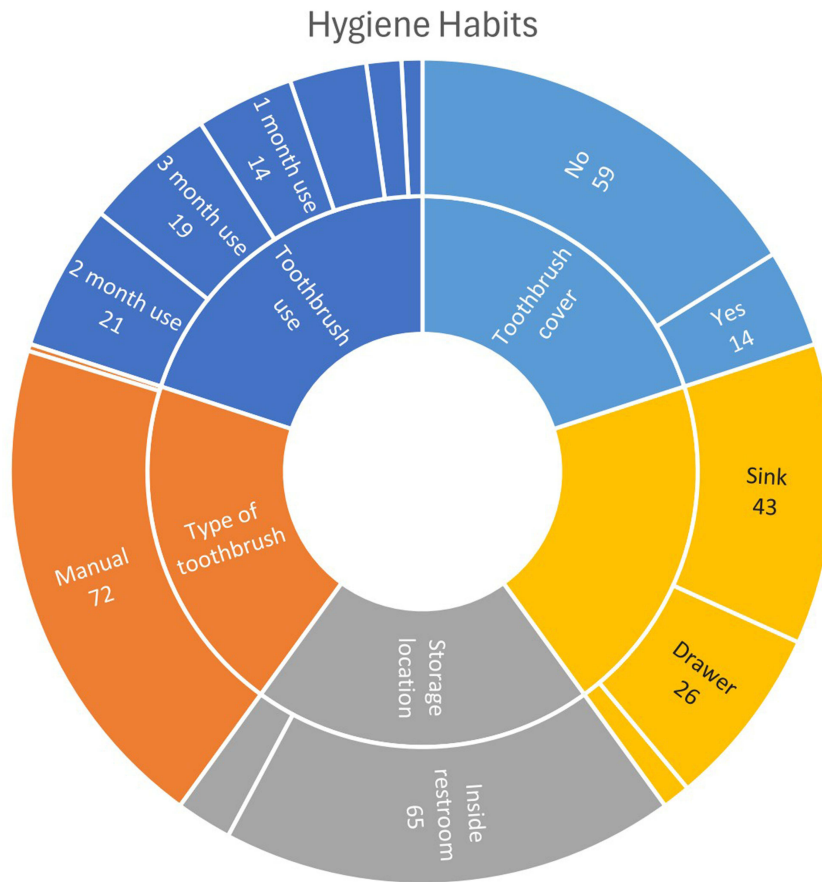 Hygiene Habits
No
59
Yes
14
Toothbrush
cover
Sink
43
Drawer
26
Storage
location
Inside
restroom
65
Type of
toothbrush
Manual
72
Toothbrush
use
2 month use
21
3 month use
19
1 month use
14